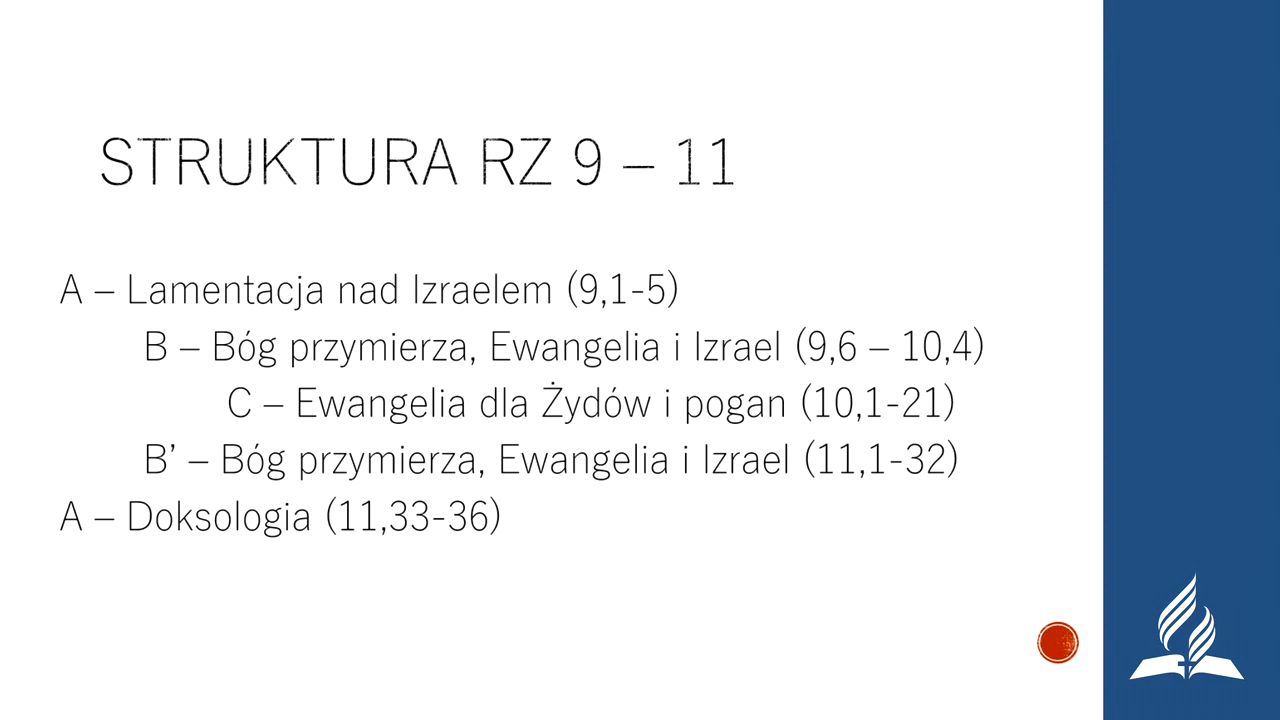 STRUKTURA RZ 9 – 11
A – Lamentacja nad Izraelem (9,1-5)
B – Bóg przymierza, Ewangelia i Izrael (9,6 – 10,4)
C – Ewangelia dla Żydów i pogan (10,1-21)
B’ – Bóg przymierza, Ewangelia i Izrael (11,1-32)
A – Doksologia (11,33-36)